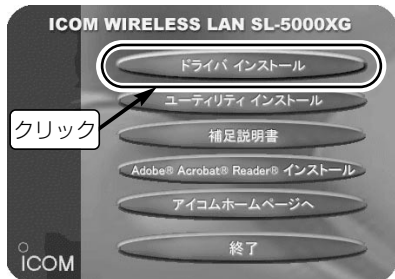 ICOM WIRELESS LAN SL-5000XG
ドライバ インストール
ユーティリティ インストール
クリック
補足説明書
Adobe® Acrobat® Reader® インストール
アイコムホームページへ
終了
ICOM